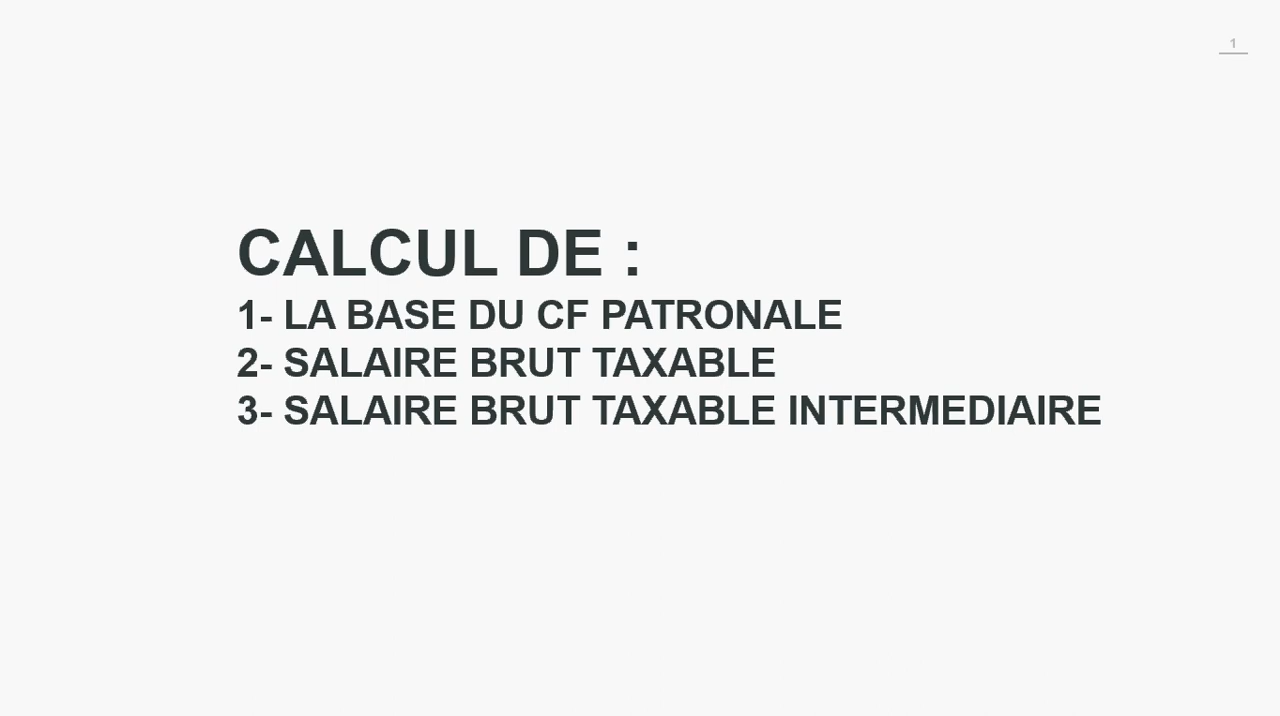 1
CALCUL DE :
1- LA BASE DU CF PATRONALE
2- SALAIRE BRUT TAXABLE
3- SALAIRE BRUT TAXABLE INTERMEDIAIRE